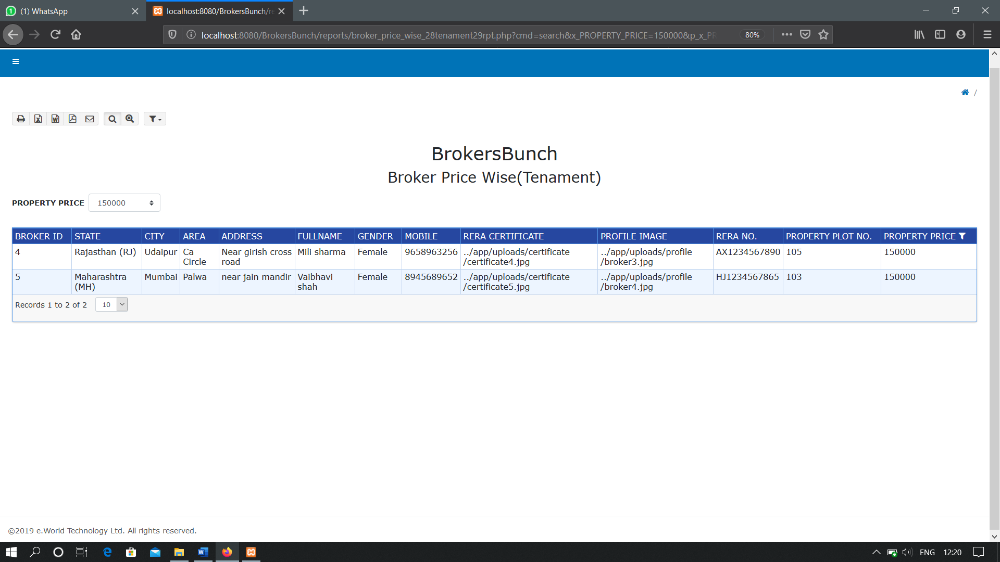 (1) WhatsApp
localhost:8080/BrokersBunch/re
localhost:8080/BrokersBunch/reports/broker_price_wise_28tenament29rpt.php?cmd=search&x_PROPERTY_PRICE=150000&p_x_PR
80%
/
BrokersBunch
Broker Price Wise(Tenament)
PROPERTY PRICE 150000
BROKER ID STATE CITY AREA ADDRESS FULLNAME GENDER MOBILE RERA CERTIFICATE PROFILE IMAGE RERA NO. PROPERTY PLOT NO. PROPERTY PRICE
4 Rajasthan (RJ) Udaipur Ca Near girish cross Mili sharma Female 9658963256 ../app/uploads/certificate ../app/uploads/profile AX1234567890 105 150000
Circle road /certificate4.jpg /broker3.jpg
5 Maharashtra Mumbai Palwa near jain mandir Vaibhavi Female 8945689652 ../app/uploads/certificate ../app/uploads/profile HJ1234567865 103 150000
(MH) shah /certificate5.jpg /broker4.jpg
Records 1 to 2 of 2 10
©2019 e.World Technology Ltd. All rights reserved.
ENG 12:20